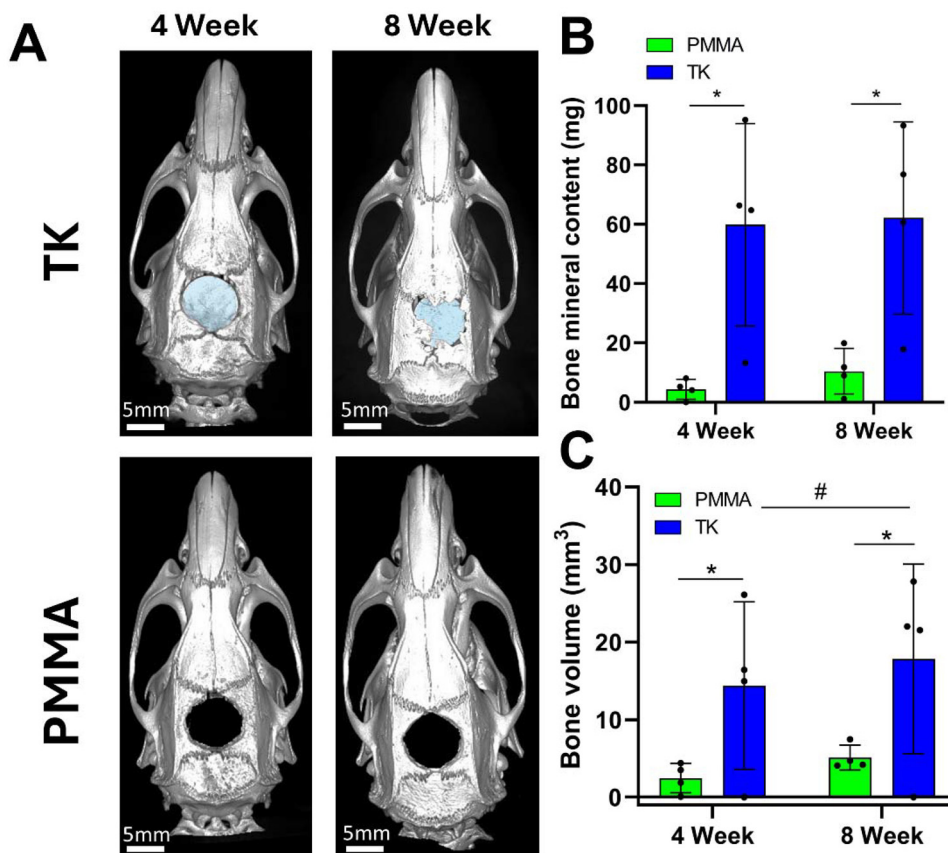 A
4 Week
8 Week
TK
5mm
5mm
PMMA
5mm
5mm
B
PMMA
TK
Bone mineral content (mg)
100
80
60
40
20
0
*
*
4 Week
8 Week
C
PMMA
TK
Bone volume (mm³)
40
30
20
10
0
#
*
*
4 Week
8 Week